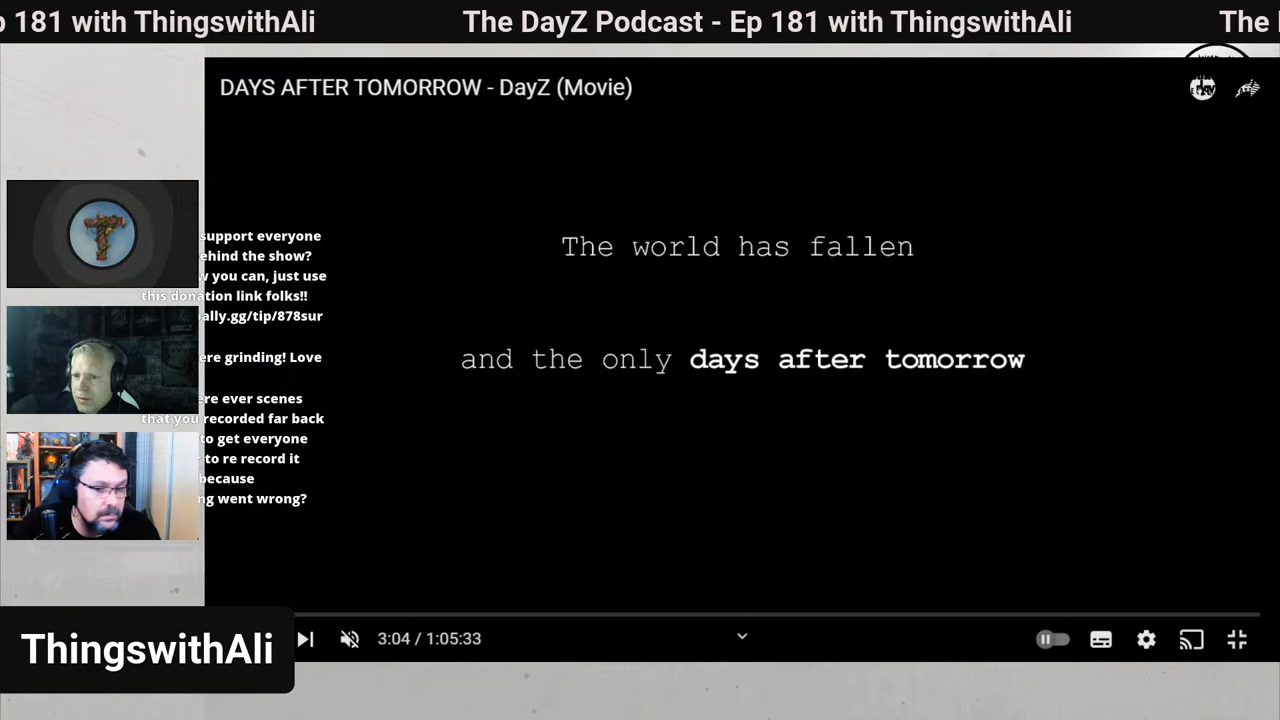 p 181 with ThingswithAli
The DayZ Podcast - Ep 181 with ThingswithAli
The
DAYS AFTER TOMORROW - DayZ (Movie)
The world has fallen
and the only days after tomorrow
support everyone
ehind the show?
w you can, just use
this donation link folks!!
ally.gg/tip/878sur
ere grinding! Love
ere ever scenes
that you recorded far back
to get everyone
to re record it
because
ng went wrong?
ThingswithAli
3:04 / 1:05:33